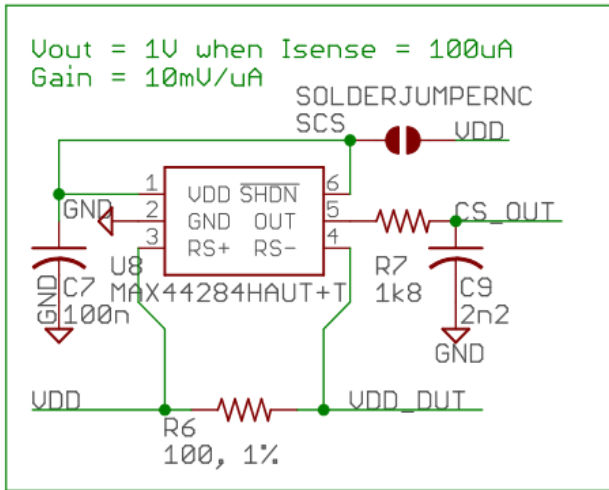 Vout = 1V when Isense = 100uA
Gain = 10mV/uA
SOLDERJUMPERNC
SCS
VDD
1 VDD SHDN 6
GND 2 GND OUT 5 CS_OUT
3 RS+ RS- 4
U8
MAX44284HAUT+T
R7
1k8
C7
100n
GND
C9
2n2
GND
VDD
VDD_DUT
R6
100, 1%